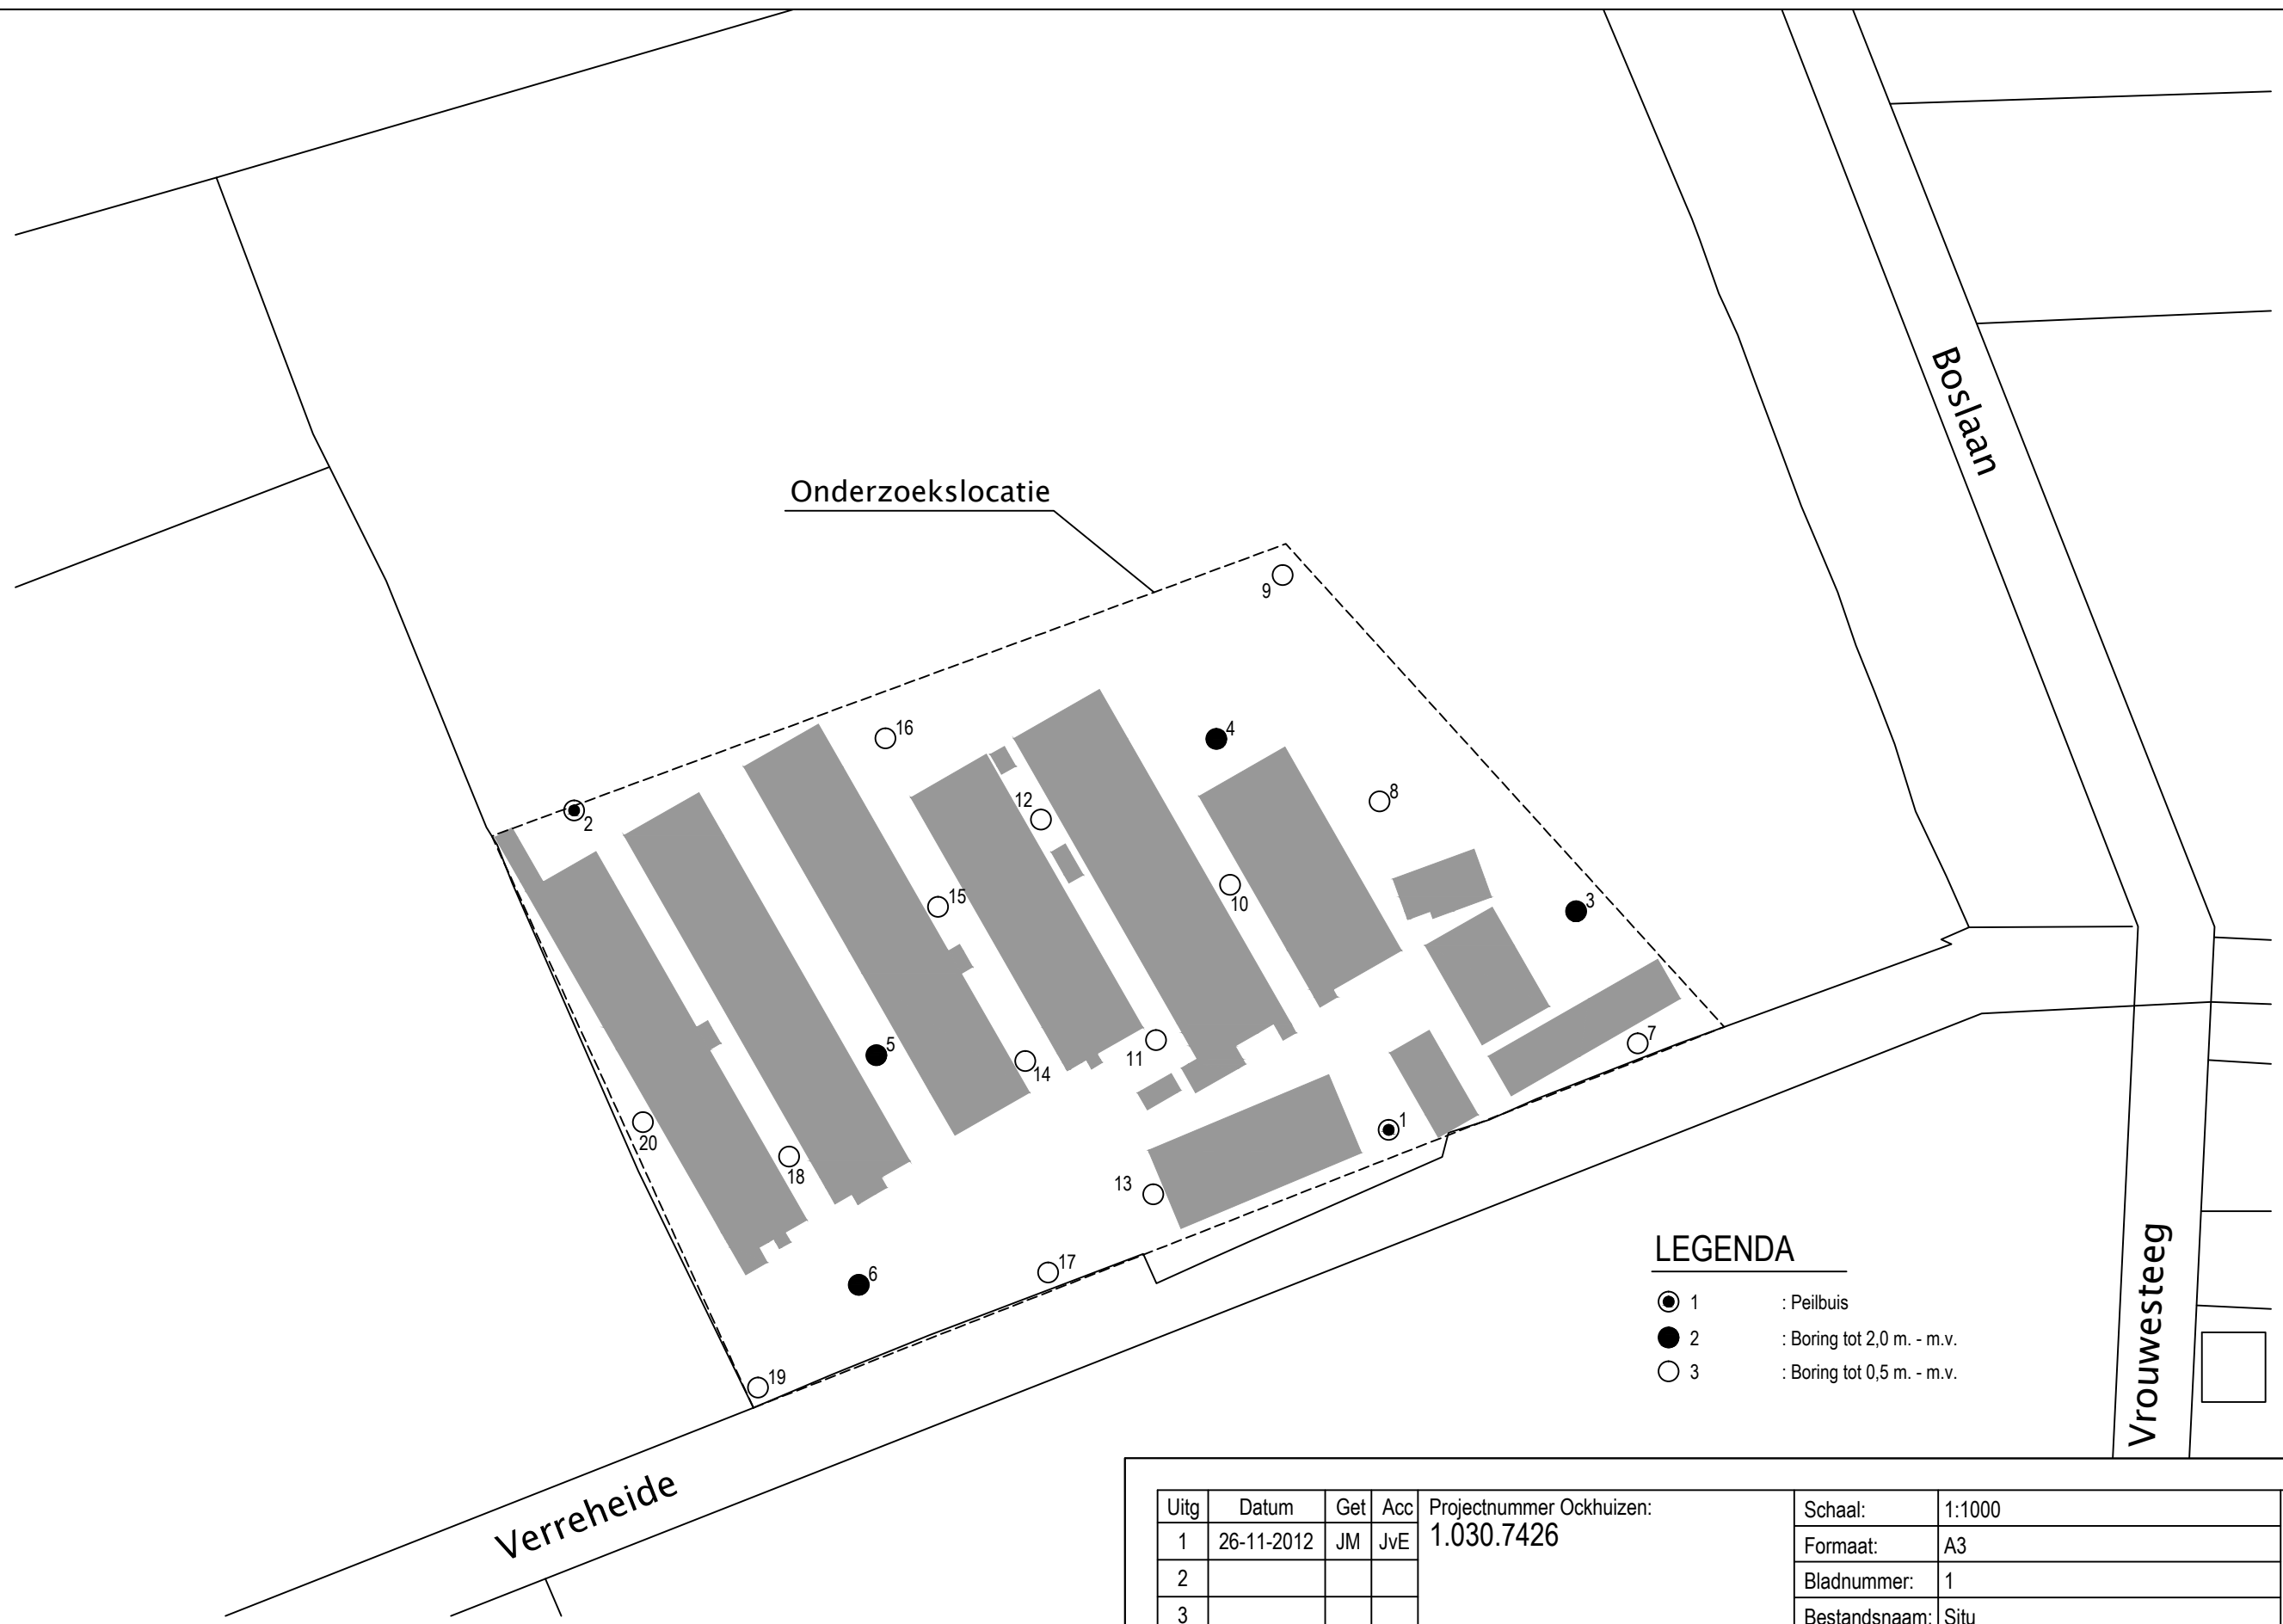 Boslaan
Onderzoekslocatie
9
16
4
12
8
2
15
10
3
5
14
11
7
20
18
1
13
6
17
19
LEGENDA
1 : Peilbuis
2 : Boring tot 2,0 m. - m.v.
3 : Boring tot 0,5 m. - m.v.
Vrouwesteeg
Verreheide
Uitg Datum Get Acc Projectnummer Ockhuizen: Schaal: 1:1000
1 26-11-2012 JM JvE 1.030.7426
Formaat: A3
2 Bladnummer: 1
3 Bestandsnaam: Situ